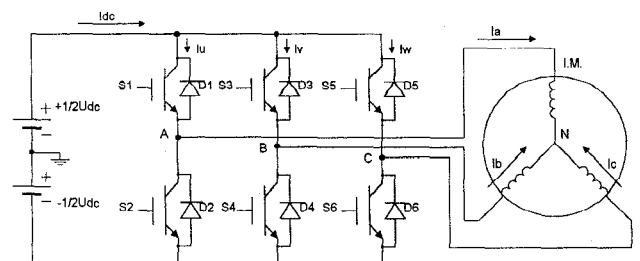 Idc
Iu
Iv
Iw
Ia
I.M.
S1
D1
S3
D3
S5
D5
+1/2Udc
+
−
A
B
C
N
Ib
Ic
+
−
-1/2Udc
S2
D2
S4
D4
S6
D6